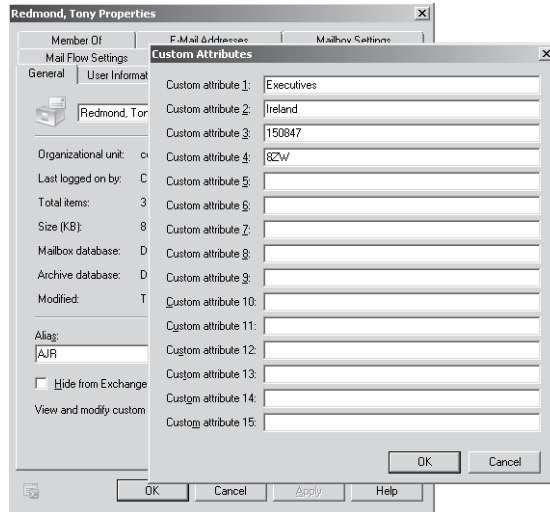 Redmond, Tony Properties
Member Of
E-Mail Addresses
Mailbox Settings
Mail Flow Settings
General
User Informat
Redmond, Tor
Organizational unit:
Last logged on by: C
Total items: 3
Size (KB): 8
Mailbox database: D
Archive database: D
Modified: T
Alias:
AJR
Hide from Exchange
View and modify custom
OK Cancel Apply Help
Custom Attributes
Custom attribute 1: Executives
Custom attribute 2: Ireland
Custom attribute 3: 150847
Custom attribute 4: 8ZW
Custom attribute 5:
Custom attribute 6:
Custom attribute 7:
Custom attribute 8:
Custom attribute 9:
Custom attribute 10:
Custom attribute 11:
Custom attribute 12:
Custom attribute 13:
Custom attribute 14:
Custom attribute 15:
OK Cancel